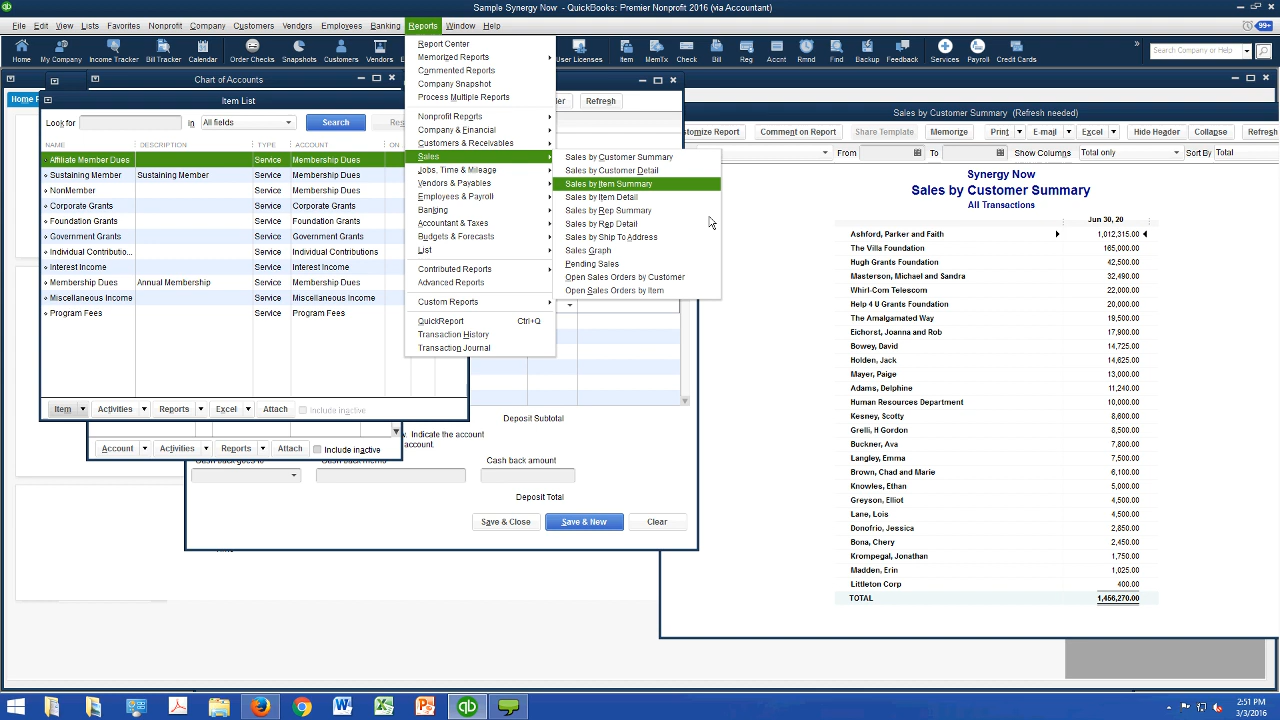 Sample Synergy Now - QuickBooks: Premier Nonprofit 2016 (via Accountant)
File Edit View Lists Favorites Nonprofit Company Customers Vendors Employees Banking Reports Window Help
99+
Home My Company Income Tracker Bill Tracker Calendar Order Checks Snapshots Customers Vendors User Licenses Item MemTx Check Bill Reg Accnt Rmnd Find Backup Feedback Services Payroll Credit Cards
Search Company or Help
Report Center
Memorized Reports
Commented Reports
Company Snapshot
Process Multiple Reports
Nonprofit Reports
Company & Financial
Customers & Receivables
Sales
Jobs, Time & Mileage
Vendors & Payables
Employees & Payroll
Banking
Accountant & Taxes
Budgets & Forecasts
List
Contributed Reports
Advanced Reports
Custom Reports
QuickReport Ctrl+Q
Transaction History
Transaction Journal
Sales by Customer Summary
Sales by Customer Detail
Sales by Item Summary
Sales by Item Detail
Sales by Rep Summary
Sales by Rep Detail
Sales by Ship To Address
Sales Graph
Pending Sales
Open Sales Orders by Customer
Open Sales Orders by Item
Chart of Accounts
Item List
Look for in All fields Search
NAME DESCRIPTION TYPE ACCOUNT ON
Affiliate Member Dues Service Membership Dues
Sustaining Member Sustaining Member Service Membership Dues
NonMember Service Membership Dues
Corporate Grants Service Corporate Grants
Foundation Grants Service Foundation Grants
Government Grants Service Government Grants
Individual Contributio... Service Individual Contributions
Interest Income Service Interest Income
Membership Dues Annual Membership Service Membership Dues
Miscellaneous Income Service Miscellaneous Income
Program Fees Service Program Fees
Item Activities Reports Excel Attach Include inactive
Account Activities Reports Attach Include inactive
Refresh
Deposit Subtotal
. Indicate the account
account.
Cash back goes to Cash back memo Cash back amount
Deposit Total
Save & Close Save & New Clear
Sales by Customer Summary (Refresh needed)
Customize Report Comment on Report Share Template Memorize Print E-mail Excel Hide Header Collapse Refresh
From To Show Columns Total only Sort By Total
Synergy Now
Sales by Customer Summary
All Transactions
Jun 30, 20
Ashford, Parker and Faith 1,012,315.00
The Villa Foundation 165,000.00
Hugh Grants Foundation 42,500.00
Masterson, Michael and Sandra 32,490.00
Whirl-Com Telescom 22,000.00
Help 4 U Grants Foundation 20,000.00
The Amalgamated Way 19,500.00
Eichorst, Joanna and Rob 17,900.00
Bowey, David 14,725.00
Holden, Jack 14,625.00
Mayer, Paige 13,000.00
Adams, Delphine 11,240.00
Human Resources Department 10,000.00
Kesney, Scotty 8,600.00
Grelli, H Gordon 8,500.00
Buckner, Ava 7,800.00
Langley, Emma 7,500.00
Brown, Chad and Marie 6,100.00
Knowles, Ethan 5,000.00
Greyson, Elliot 4,500.00
Lane, Lois 4,500.00
Donofrio, Jessica 2,850.00
Bona, Chery 2,450.00
Krompegal, Jonathan 1,750.00
Madden, Erin 1,025.00
Littleton Corp 400.00
TOTAL 1,456,270.00
2:51 PM
3/3/2016